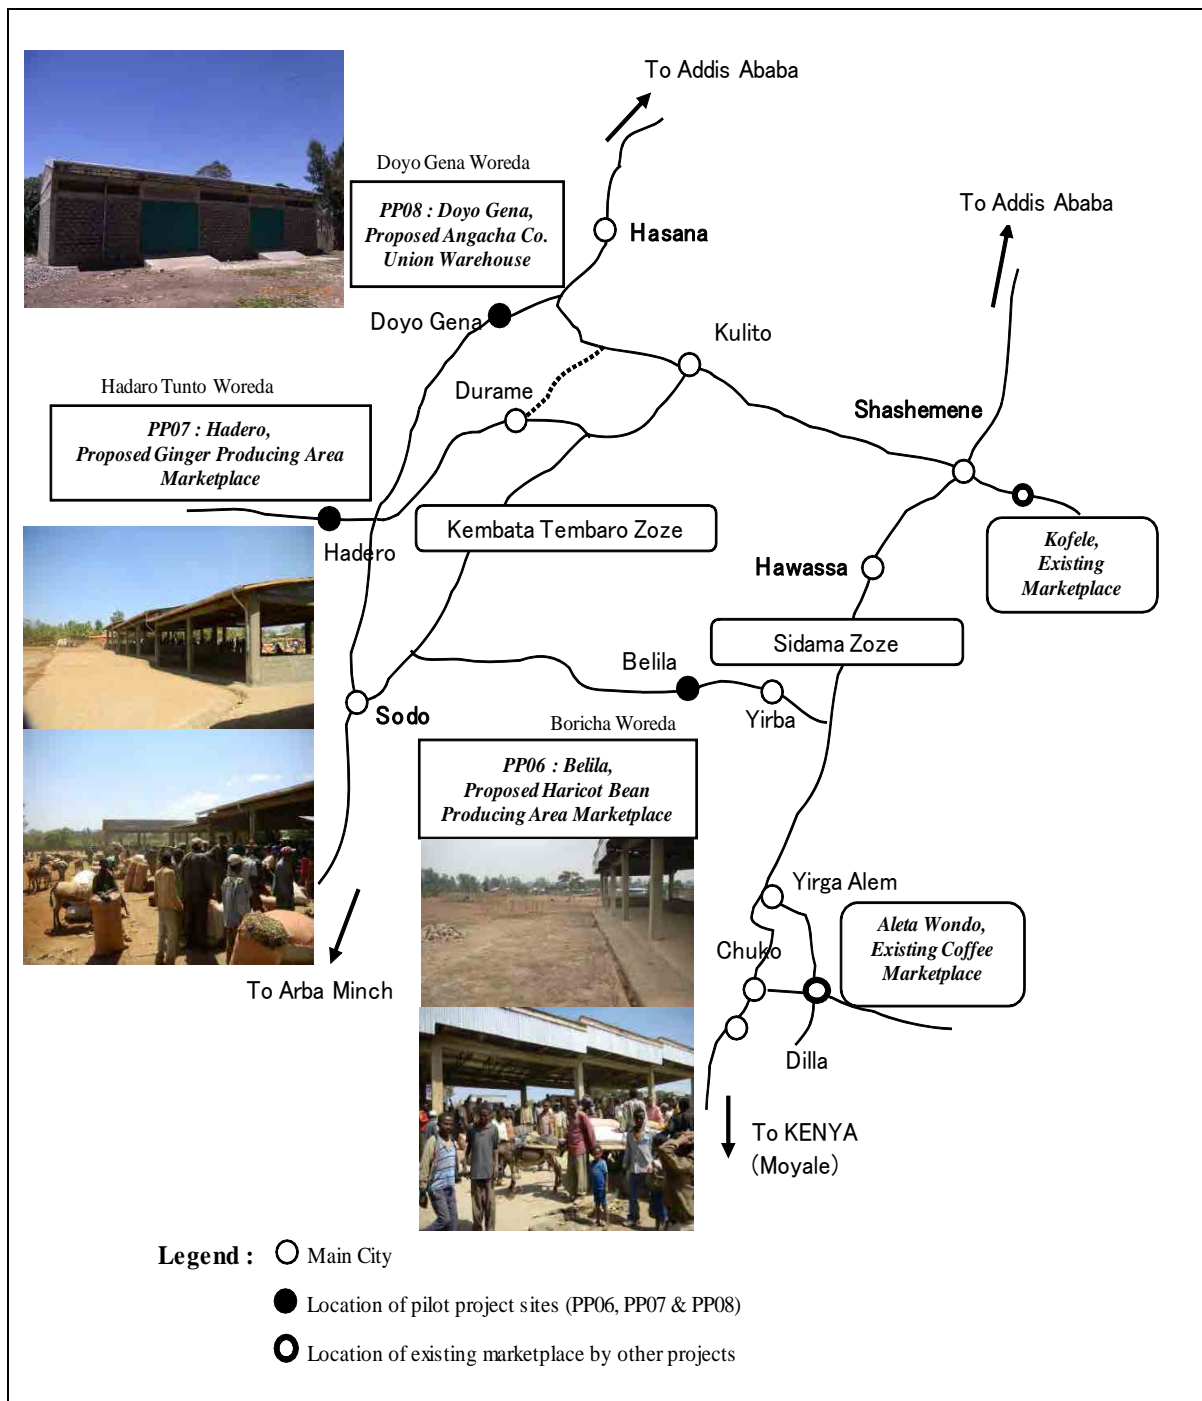 To Addis Ababa
Doyo Gena Woreda
PP08 : Doyo Gena,
Proposed Angacha Co.
Union Warehouse
To Addis Ababa
Hasana
Doyo Gena
Kulito
Hadaro Tunto Woreda
Durame
Shashemene
PP07 : Hadero,
Proposed Ginger Producing Area
Marketplace
Kembata Tembaro Zoze
Hadero
Kofele,
Existing
Marketplace
Hawassa
Sidama Zoze
Belila
Yirba
Sodo
Boricha Woreda
PP06 : Belila,
Proposed Haricot Bean
Producing Area Marketplace
Yirga Alem
Aleta Wondo,
Existing Coffee
Marketplace
Chuko
To Arba Minch
Dilla
To KENYA
(Moyale)
Legend :
Main City
Location of pilot project sites (PP06, PP07 & PP08)
Location of existing marketplace by other projects